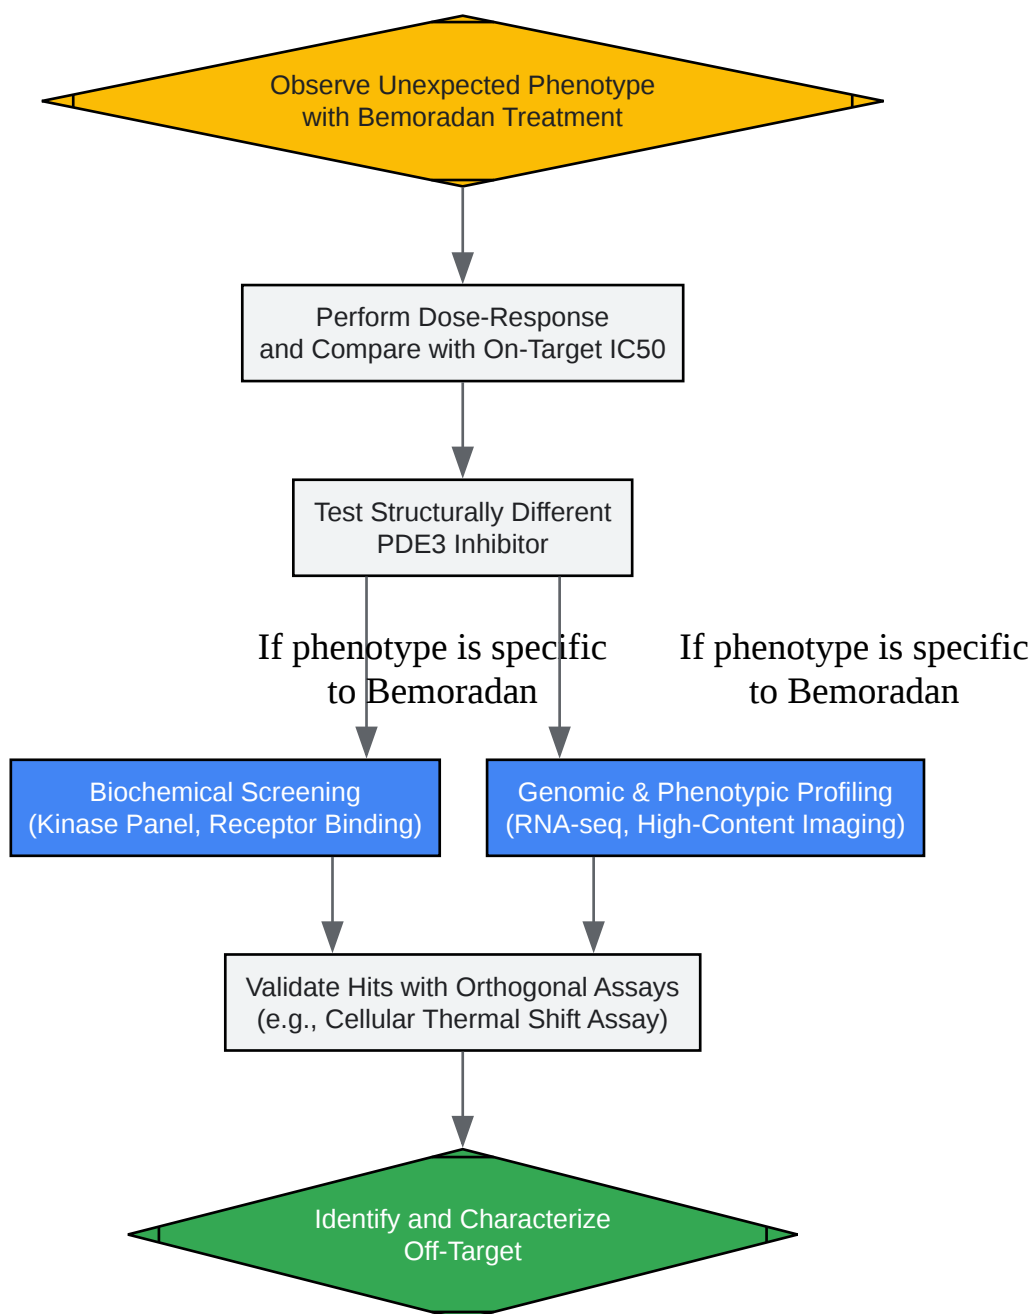 Observe Unexpected Phenotype
with Bemoradan Treatment
Perform Dose-Response
and Compare with On-Target IC50
Test Structurally Different
PDE3 Inhibitor
If phenotype is specific
to Bemoradan
If phenotype is specific
to Bemoradan
Biochemical Screening
(Kinase Panel, Receptor Binding)
Genomic & Phenotypic Profiling
(RNA-seq, High-Content Imaging)
Validate Hits with Orthogonal Assays
(e.g., Cellular Thermal Shift Assay)
Identify and Characterize
Off-Target